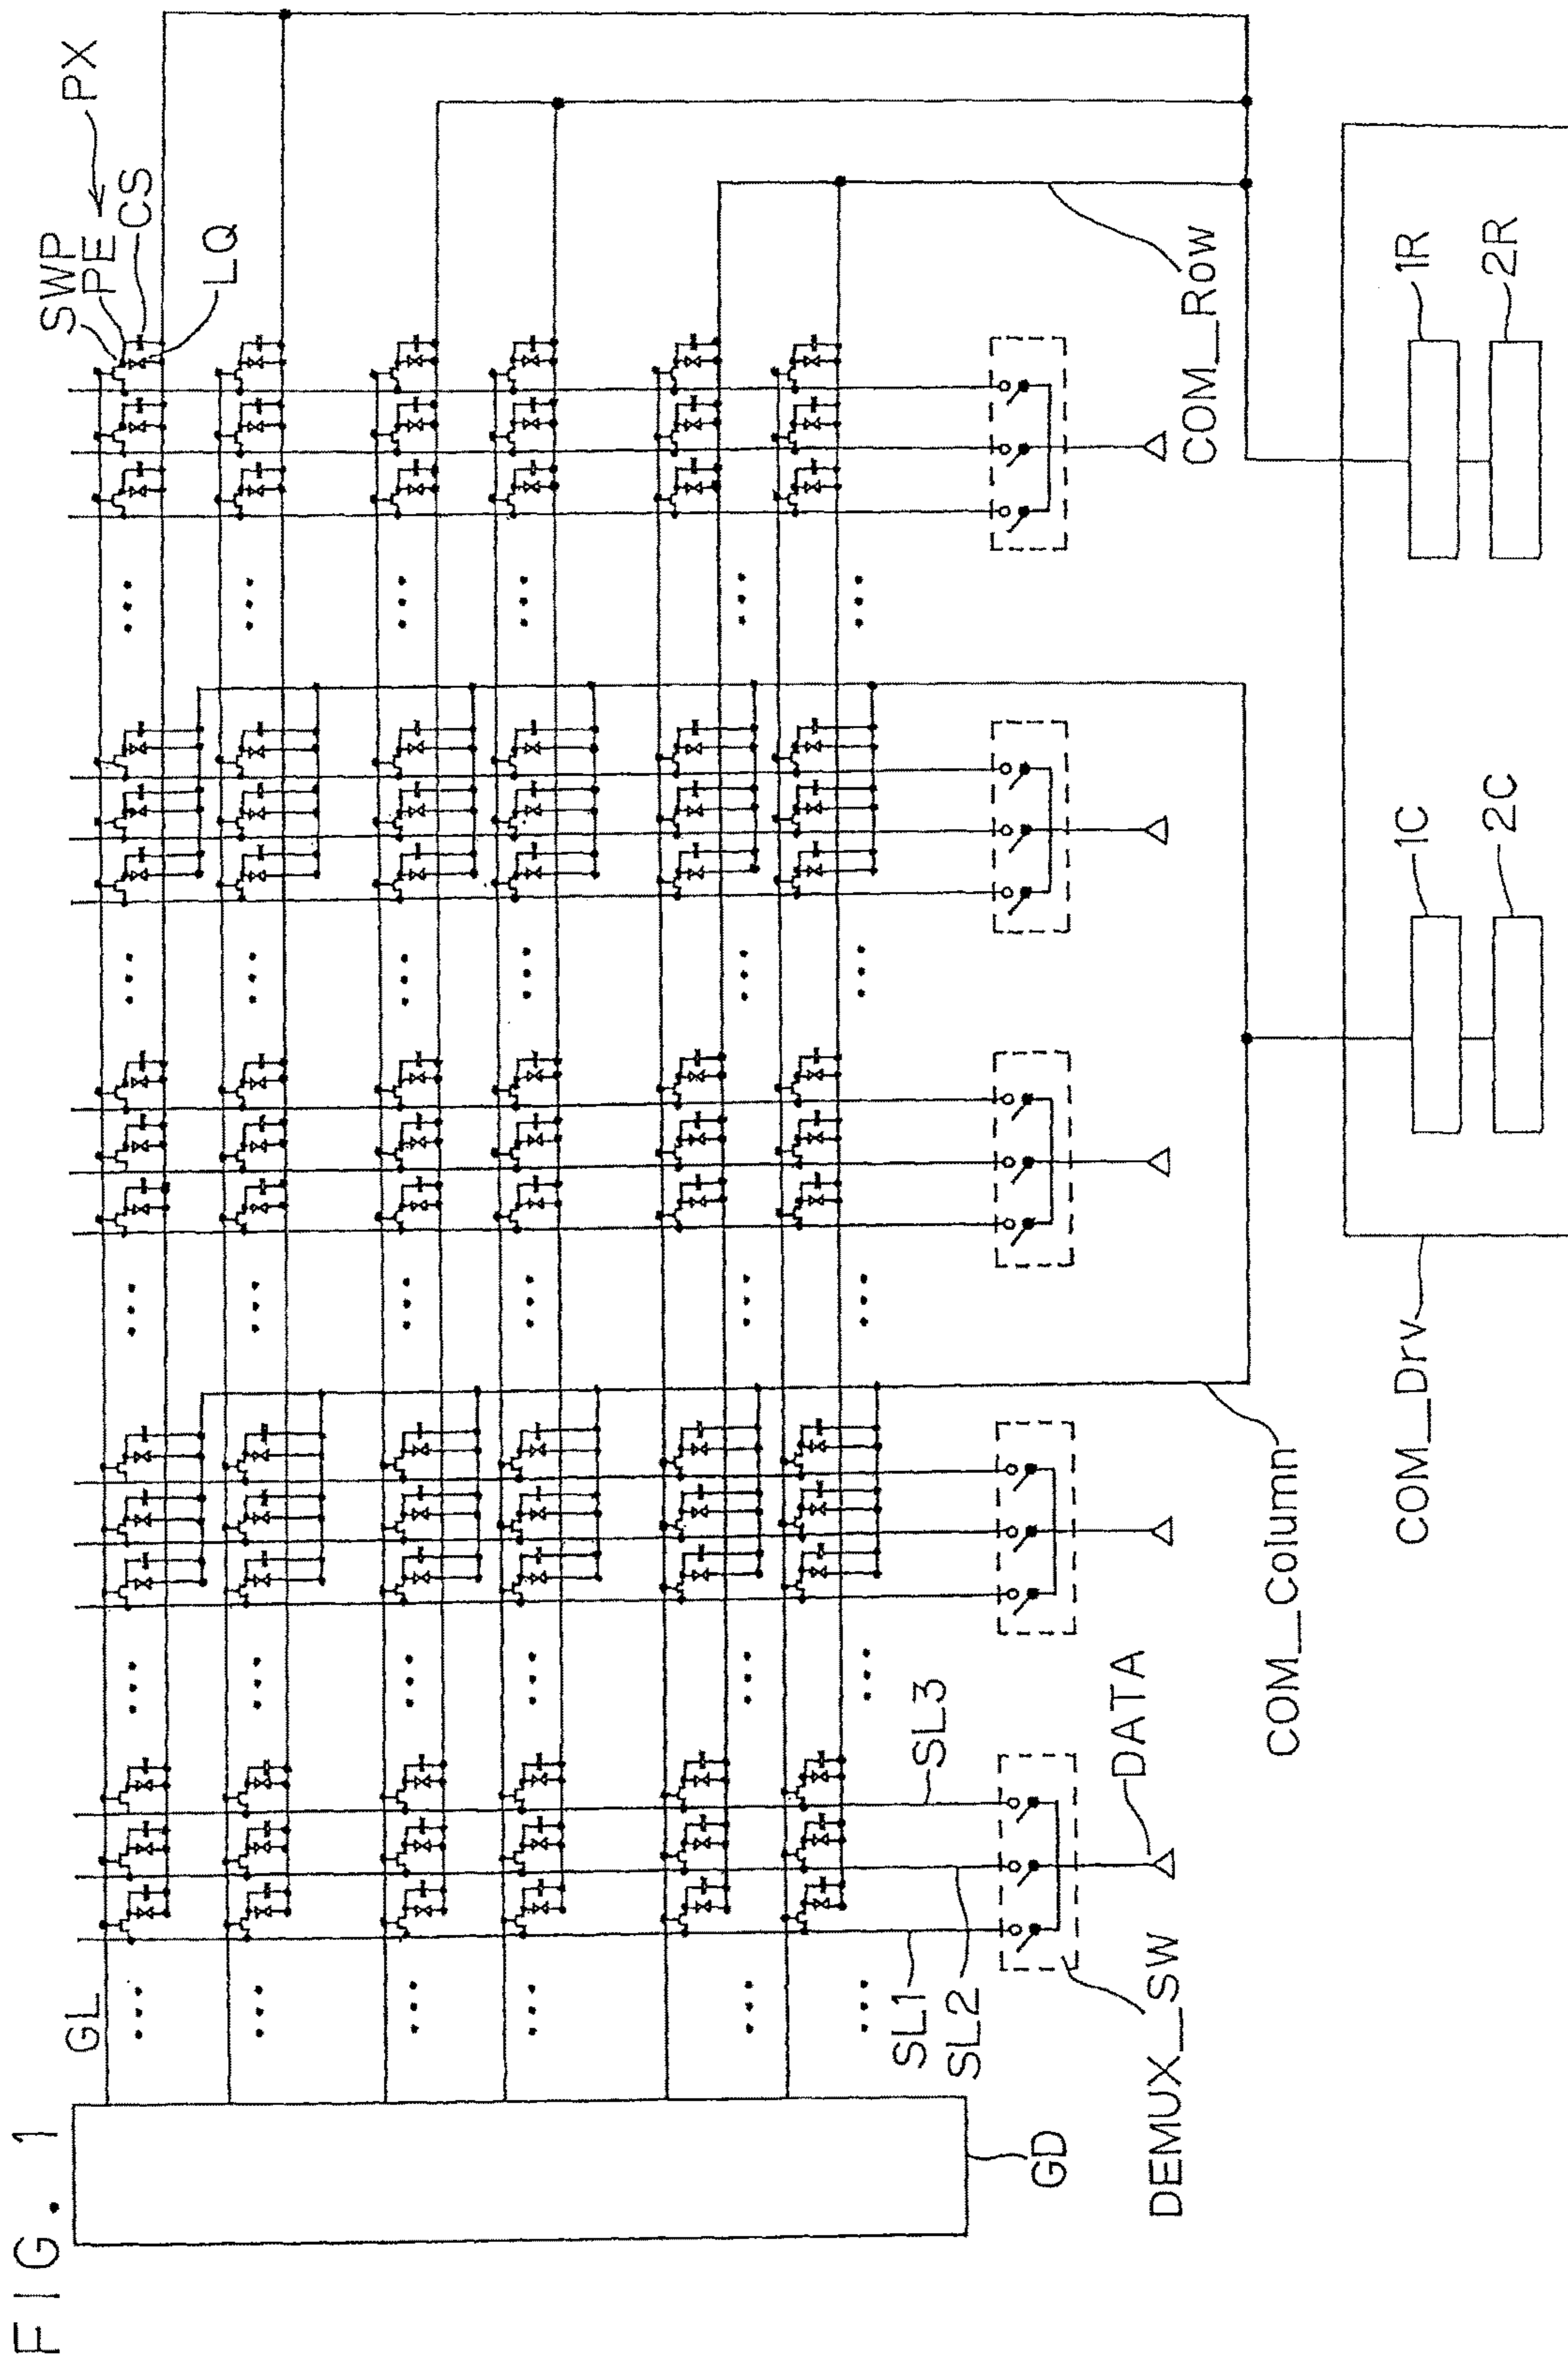 FIG. 1
GL
GD
SWP
PE
PX
CS
LQ
SL1
SL2
SL3
DEMUX_SW
DATA
COM_Column
COM_Row
COM_Drv
1C
2C
1R
2R